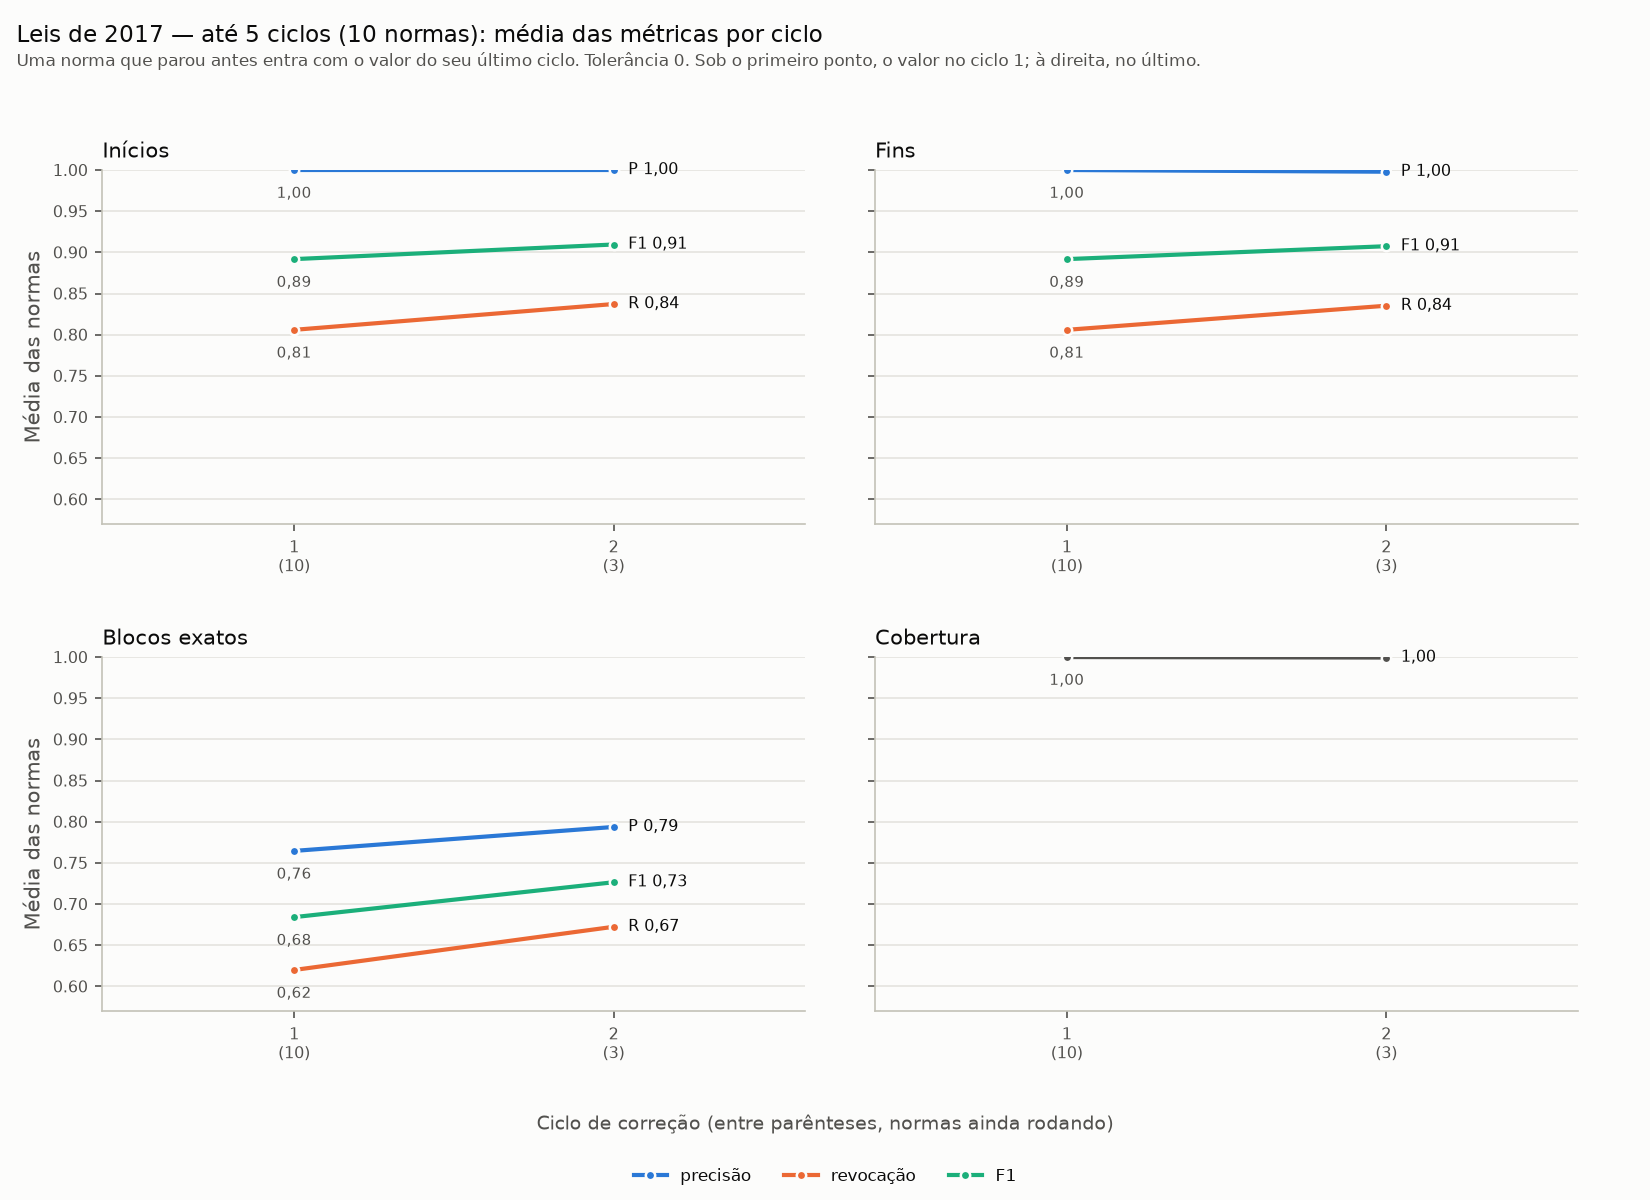 Leis de 2017 — até 5 ciclos (10 normas): média das métricas por ciclo
Uma norma que parou antes entra com o valor do seu último ciclo. Tolerância 0. Sob o primeiro ponto, o valor no ciclo 1; à direita, no último.
Inícios
Média das normas
1.00
0.95
0.90
0.85
0.80
0.75
0.70
0.65
0.60
P 1,00
1,00
F1 0,91
0,89
R 0,84
0,81
1
(10)
2
(3)
Fins
P 1,00
1,00
F1 0,91
0,89
R 0,84
0,81
1
(10)
2
(3)
Blocos exatos
Média das normas
1.00
0.95
0.90
0.85
0.80
0.75
0.70
0.65
0.60
P 0,79
0,76
F1 0,73
0,68
R 0,67
0,62
1
(10)
2
(3)
Cobertura
1,00
1,00
1
(10)
2
(3)
Ciclo de correção (entre parênteses, normas ainda rodando)
precisão
revocação
F1